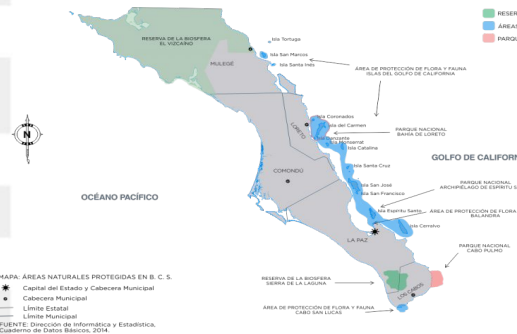 RESERVA DE LA BIOSFERA
EL VIZCAÍNO
MULEGÉ
Isla Tortuga
Isla San Marcos
Isla Santa Inés
ÁREA DE PROTECCIÓN DE FLORA Y FAUNA
ISLAS DEL GOLFO DE CALIFORNIA
RESER
ÁREAS
PARQU
N
LORETO
Isla Coronados
Isla del Carmen
Isla Danzante
Isla Monserrat
Isla Catalina
PARQUE NACIONAL
BAHÍA DE LORETO
GOLFO DE CALIFORN
COMONDÚ
Isla Santa Cruz
Isla San José
Isla San Francisco
PARQUE NACIONAL
ARCHIPIÉLAGO DE ESPÍRITU S
OCÉANO PACÍFICO
Isla Espíritu Santo
ÁREA DE PROTECCIÓN DE FLORA
BALANDRA
Isla Cerralvo
LA PAZ
PARQUE NACIONAL
CABO PULMO
RESERVA DE LA BIOSFERA
SIERRA DE LA LAGUNA
LOS CABOS
ÁREA DE PROTECCIÓN DE FLORA Y FAUNA
CABO SAN LUCAS
MAPA: ÁREAS NATURALES PROTEGIDAS EN B. C. S.
Capital del Estado y Cabecera Municipal
Cabecera Municipal
Límite Estatal
Límite Municipal
FUENTE: Dirección de Informática y Estadística,
Cuaderno de Datos Básicos, 2014.